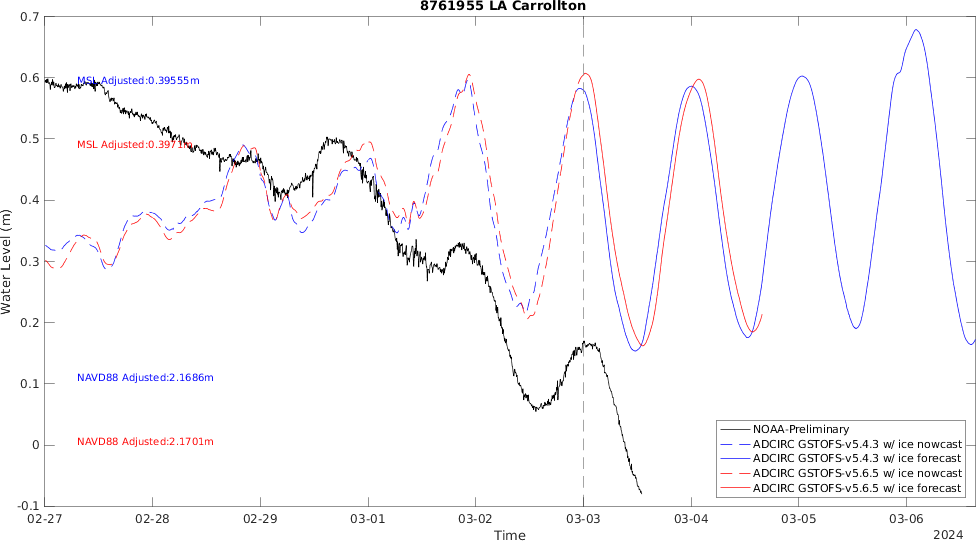 8761955 LA Carrollton
0.7
0.6
0.5
0.4
0.3
0.2
0.1
0
-0.1
Water Level (m)
MSL Adjusted:0.39555m
MSL Adjusted:0.3971m
NAVD88 Adjusted:2.1686m
NAVD88 Adjusted:2.1701m
NOAA-Preliminary
ADCIRC GSTOFS-v5.4.3 w/ ice nowcast
ADCIRC GSTOFS-v5.4.3 w/ ice forecast
ADCIRC GSTOFS-v5.6.5 w/ ice nowcast
ADCIRC GSTOFS-v5.6.5 w/ ice forecast
02-27 02-28 02-29 03-01 03-02 03-03 03-04 03-05 03-06
Time
2024